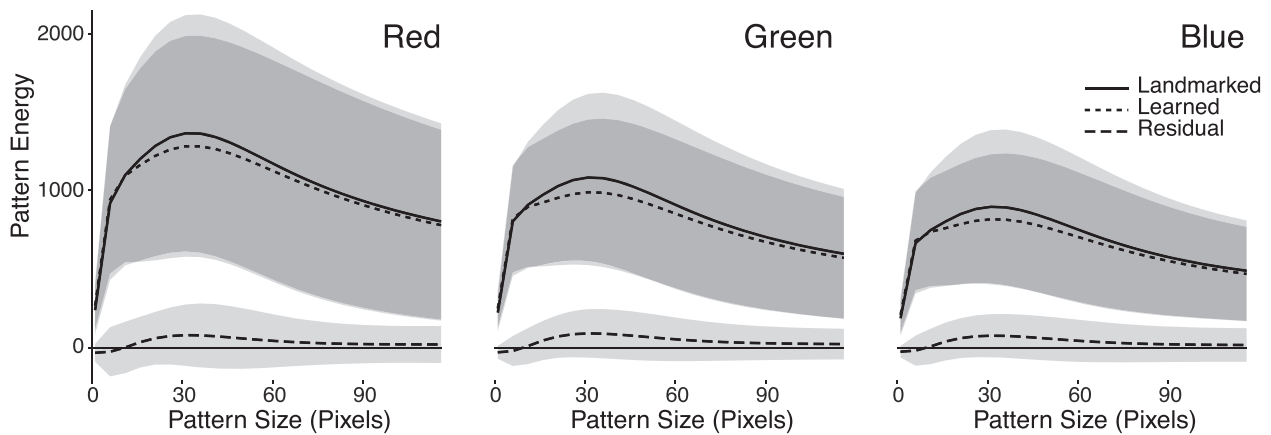 Red
Green
Blue
2000
1000
0
Pattern Energy
Landmarked
Learned
Residual
0 30 60 90
0 30 60 90
0 30 60 90
Pattern Size (Pixels)
Pattern Size (Pixels)
Pattern Size (Pixels)